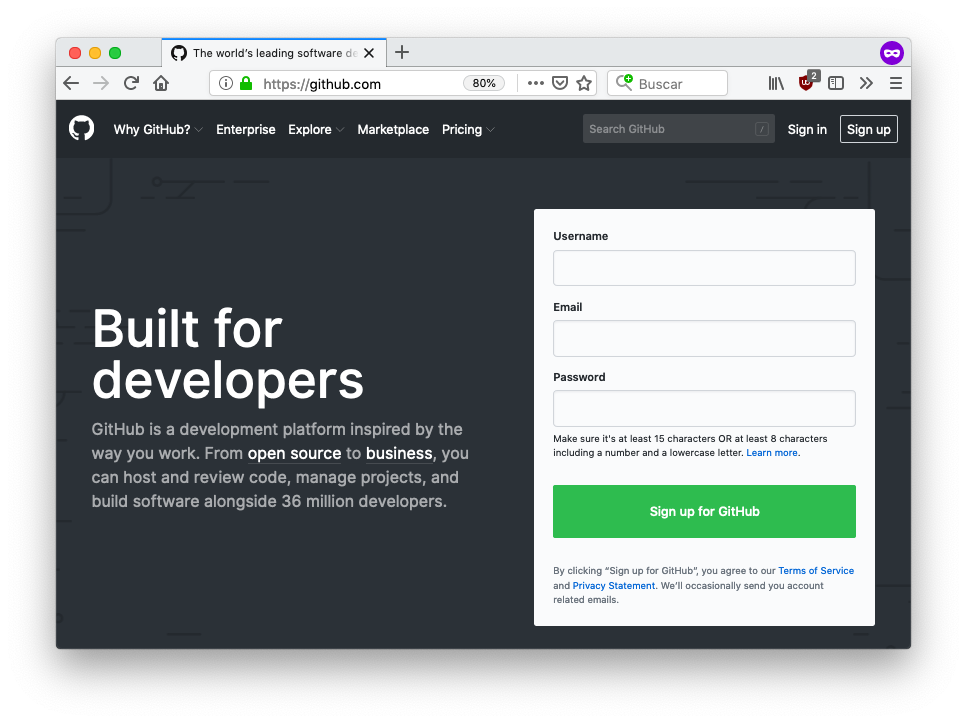 The world's leading software de
https://github.com
80%
Buscar
2
Why GitHub?
Enterprise
Explore
Marketplace
Pricing
Search GitHub
/
Sign in
Sign up
Built for
developers
GitHub is a development platform inspired by the
way you work. From open source to business, you
can host and review code, manage projects, and
build software alongside 36 million developers.
Username
Email
Password
Make sure it's at least 15 characters OR at least 8 characters
including a number and a lowercase letter. Learn more.
Sign up for GitHub
By clicking “Sign up for GitHub”, you agree to our Terms of Service
and Privacy Statement. We'll occasionally send you account
related emails.